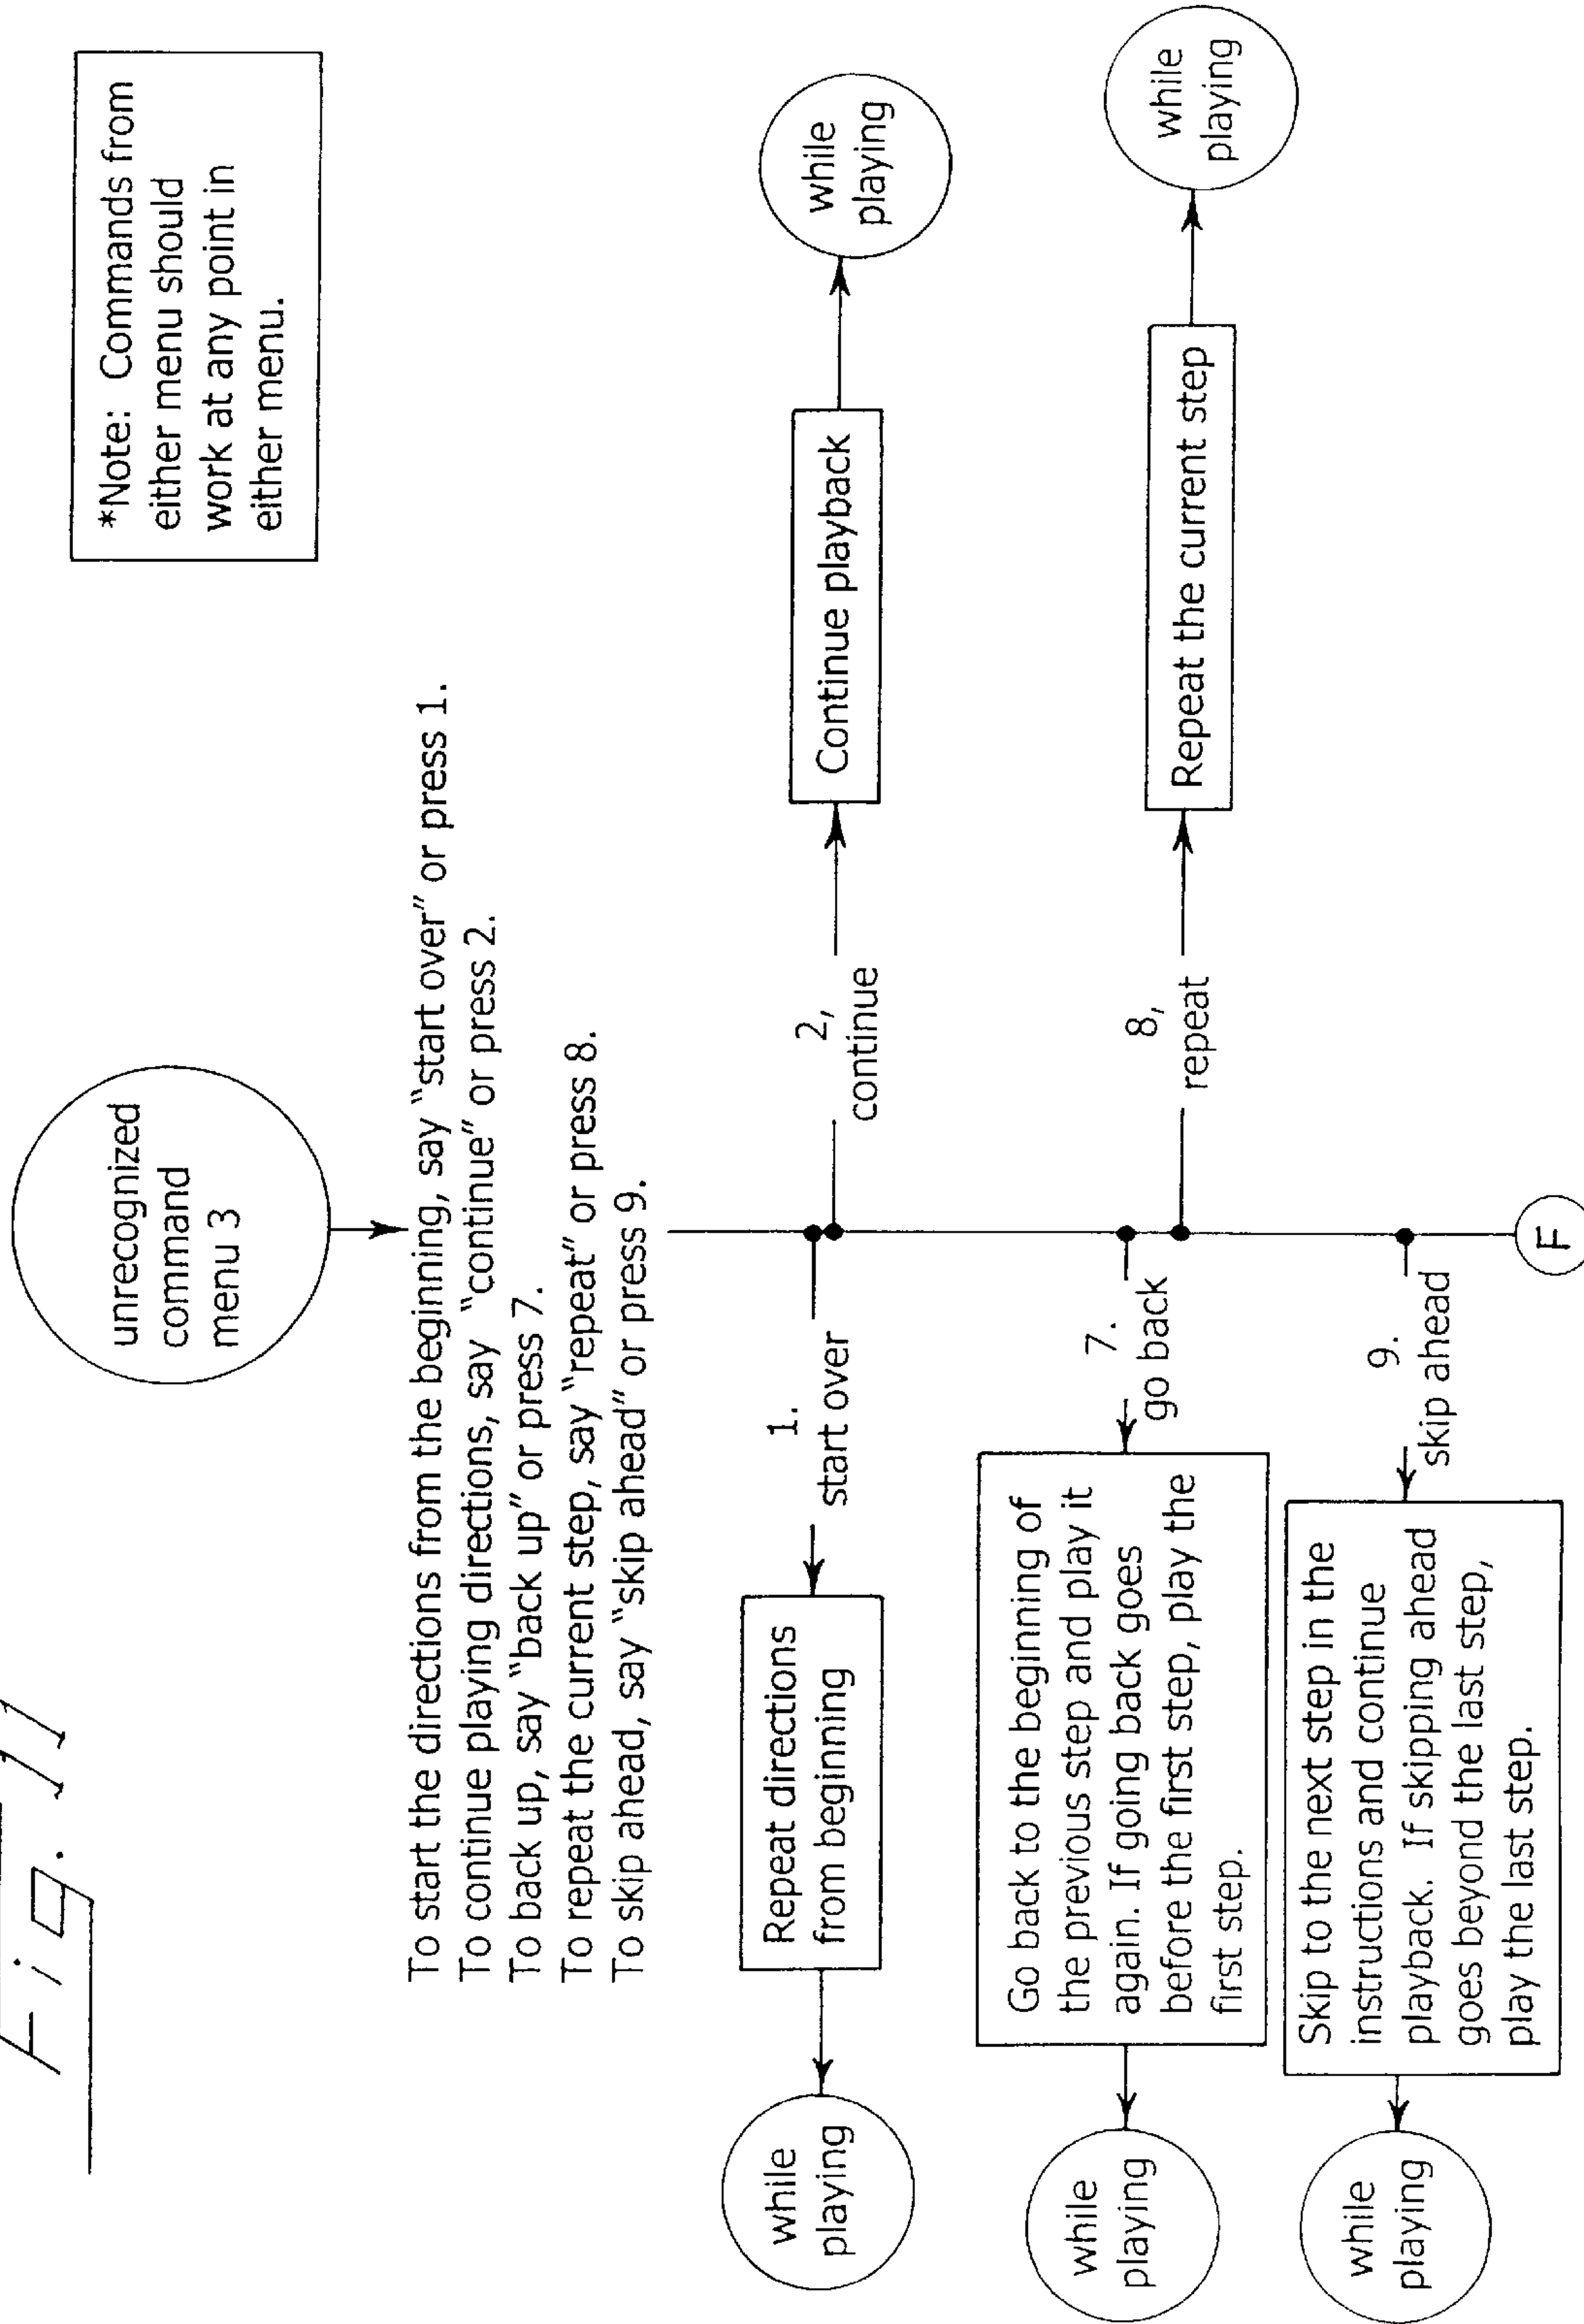 Fig. 11
unrecognized
command
menu 3
*Note: Commands from
either menu should
work at any point in
either menu.
To start the directions from the beginning, say "start over" or press 1.
To continue playing directions, say "continue" or press 2.
To back up, say "back up" or press 7.
To repeat the current step, say "repeat" or press 8.
To skip ahead, say "skip ahead" or press 9.
while
playing
Repeat directions
from beginning
1.
start over
2,
continue
Continue playback
while
playing
while
playing
Go back to the beginning of
the previous step and play it
again. If going back goes
before the first step, play the
first step.
7.
go back
8,
repeat
Repeat the current step
while
playing
while
playing
Skip to the next step in the
instructions and continue
playback. If skipping ahead
goes beyond the last step,
play the last step.
9.
skip ahead
F